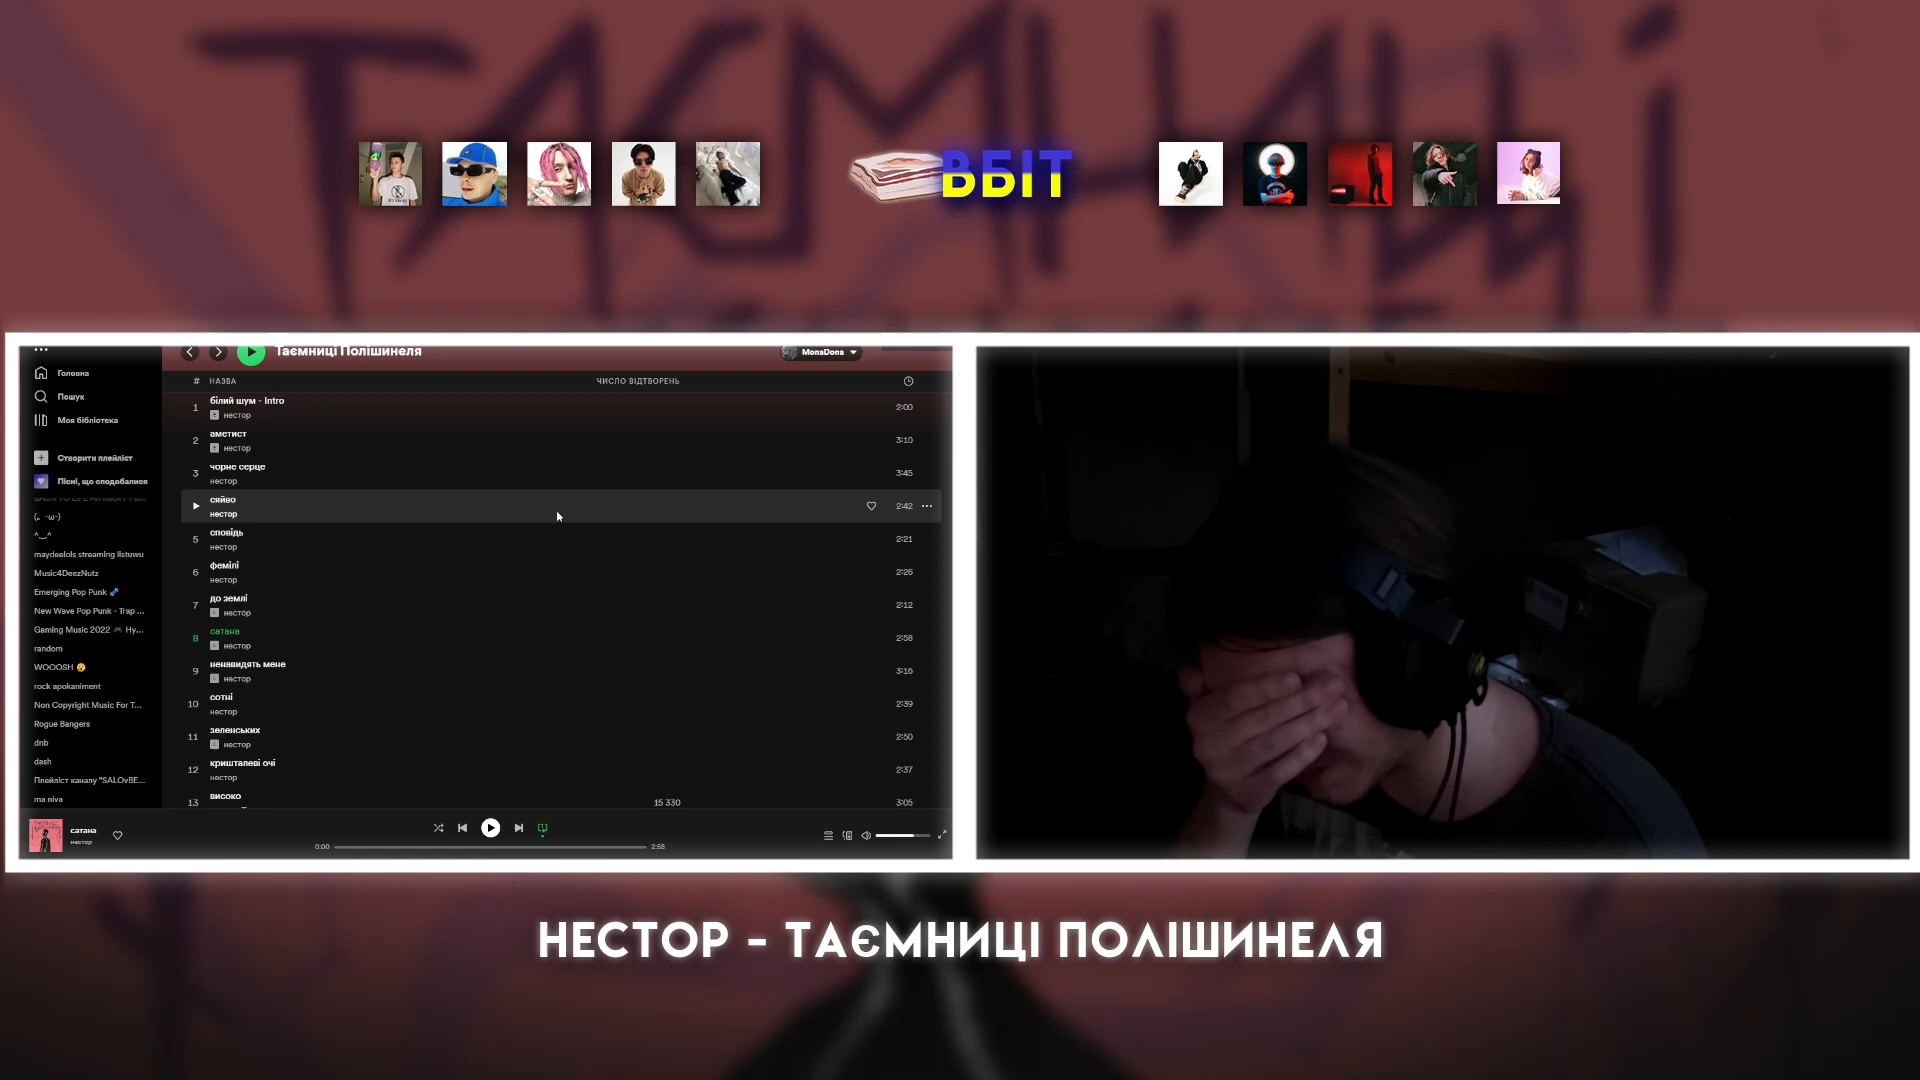 ТАЄМНИЦІ
ВБІТ
Таємниці Полішинеля
MonaDona
Головна
Пошук
Моя бібліотека
Створити плейліст
Пісні, що сподобалися
(。-ω-)
^‿^
maydeelols streaming listuwu
Music4DeezNutz
Emerging Pop Punk 🧬
New Wave Pop Punk - Trap ...
Gaming Music 2022 🎮 Hy...
random
WOOOSH 😮
rock apokaniment
Non Copyright Music For T...
Rogue Bangers
dnb
dash
Плейліст каналу "SALOvBE...
ma niva
# НАЗВА ЧИСЛО ВІДТВОРЕНЬ
1 білий шум - Intro 2:00
E нестор
2 аметист 3:10
E нестор
3 чорне серце 3:45
нестор
сяйво 2:42
нестор
5 сповідь 2:21
нестор
6 фемілі 2:26
нестор
7 до землі 2:12
E нестор
8 сатана 2:58
E нестор
9 ненавидять мене 3:16
E нестор
10 сотні 2:39
нестор
11 зеленських 2:50
E нестор
12 кришталеві очі 2:37
нестор
13 високо 15 330 3:05
сатана
нестор
0:00 2:58
НЕСТОР - ТАЄМНИЦІ ПОЛІШИНЕЛЯ